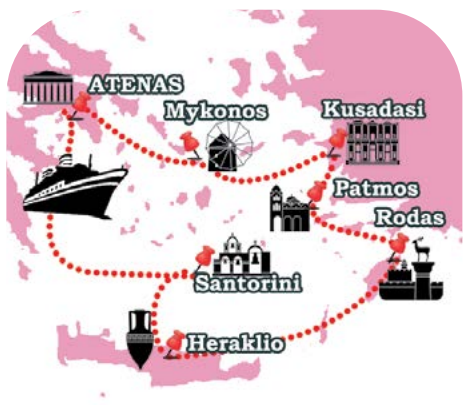 ATENAS
Mykonos
Kusadasi
Patmos
Rodas
Santorini
Heraklio